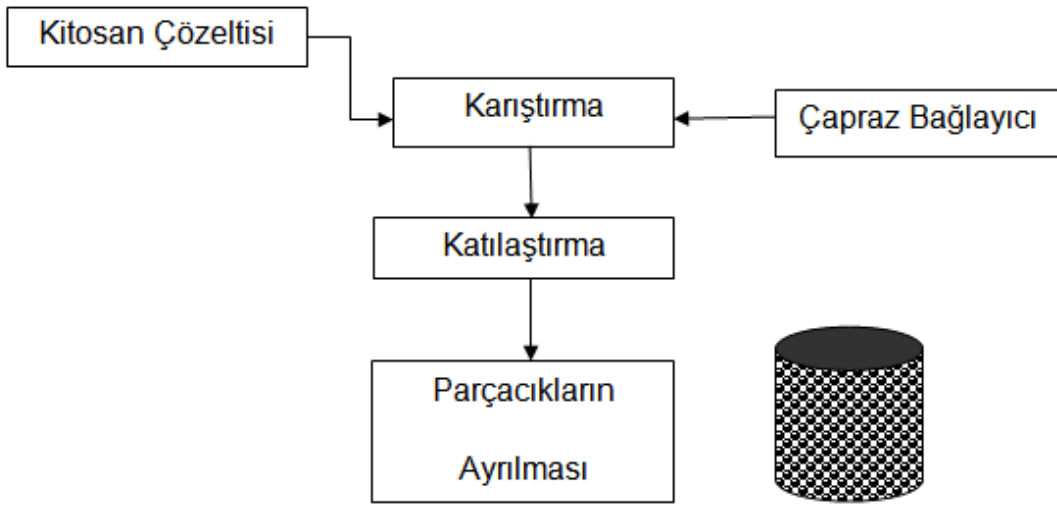 Kitosan Çözeltisi
Karıştırma
Çapraz Bağlayıcı
Katılaştırma
Parçacıkların
Ayrılması